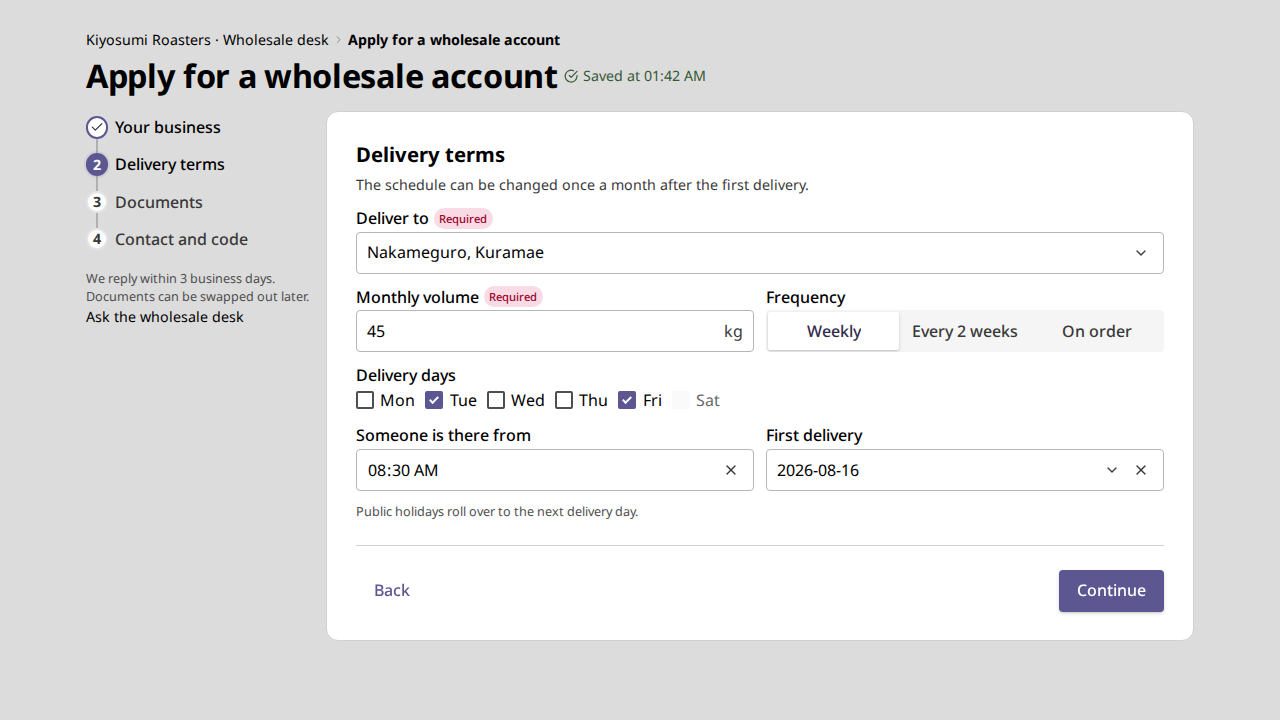 Kiyosumi Roasters · Wholesale desk › Apply for a wholesale account
Apply for a wholesale account Saved at 01:42 AM
Your business
2 Delivery terms
3 Documents
4 Contact and code
We reply within 3 business days.
Documents can be swapped out later.
Ask the wholesale desk
Delivery terms
The schedule can be changed once a month after the first delivery.
Deliver to Required
Nakameguro, Kuramae
Monthly volume Required
45 kg
Frequency
Weekly Every 2 weeks On order
Delivery days
Mon Tue Wed Thu Fri Sat
Someone is there from
08:30 AM
First delivery
2026-08-16
Public holidays roll over to the next delivery day.
Back Continue